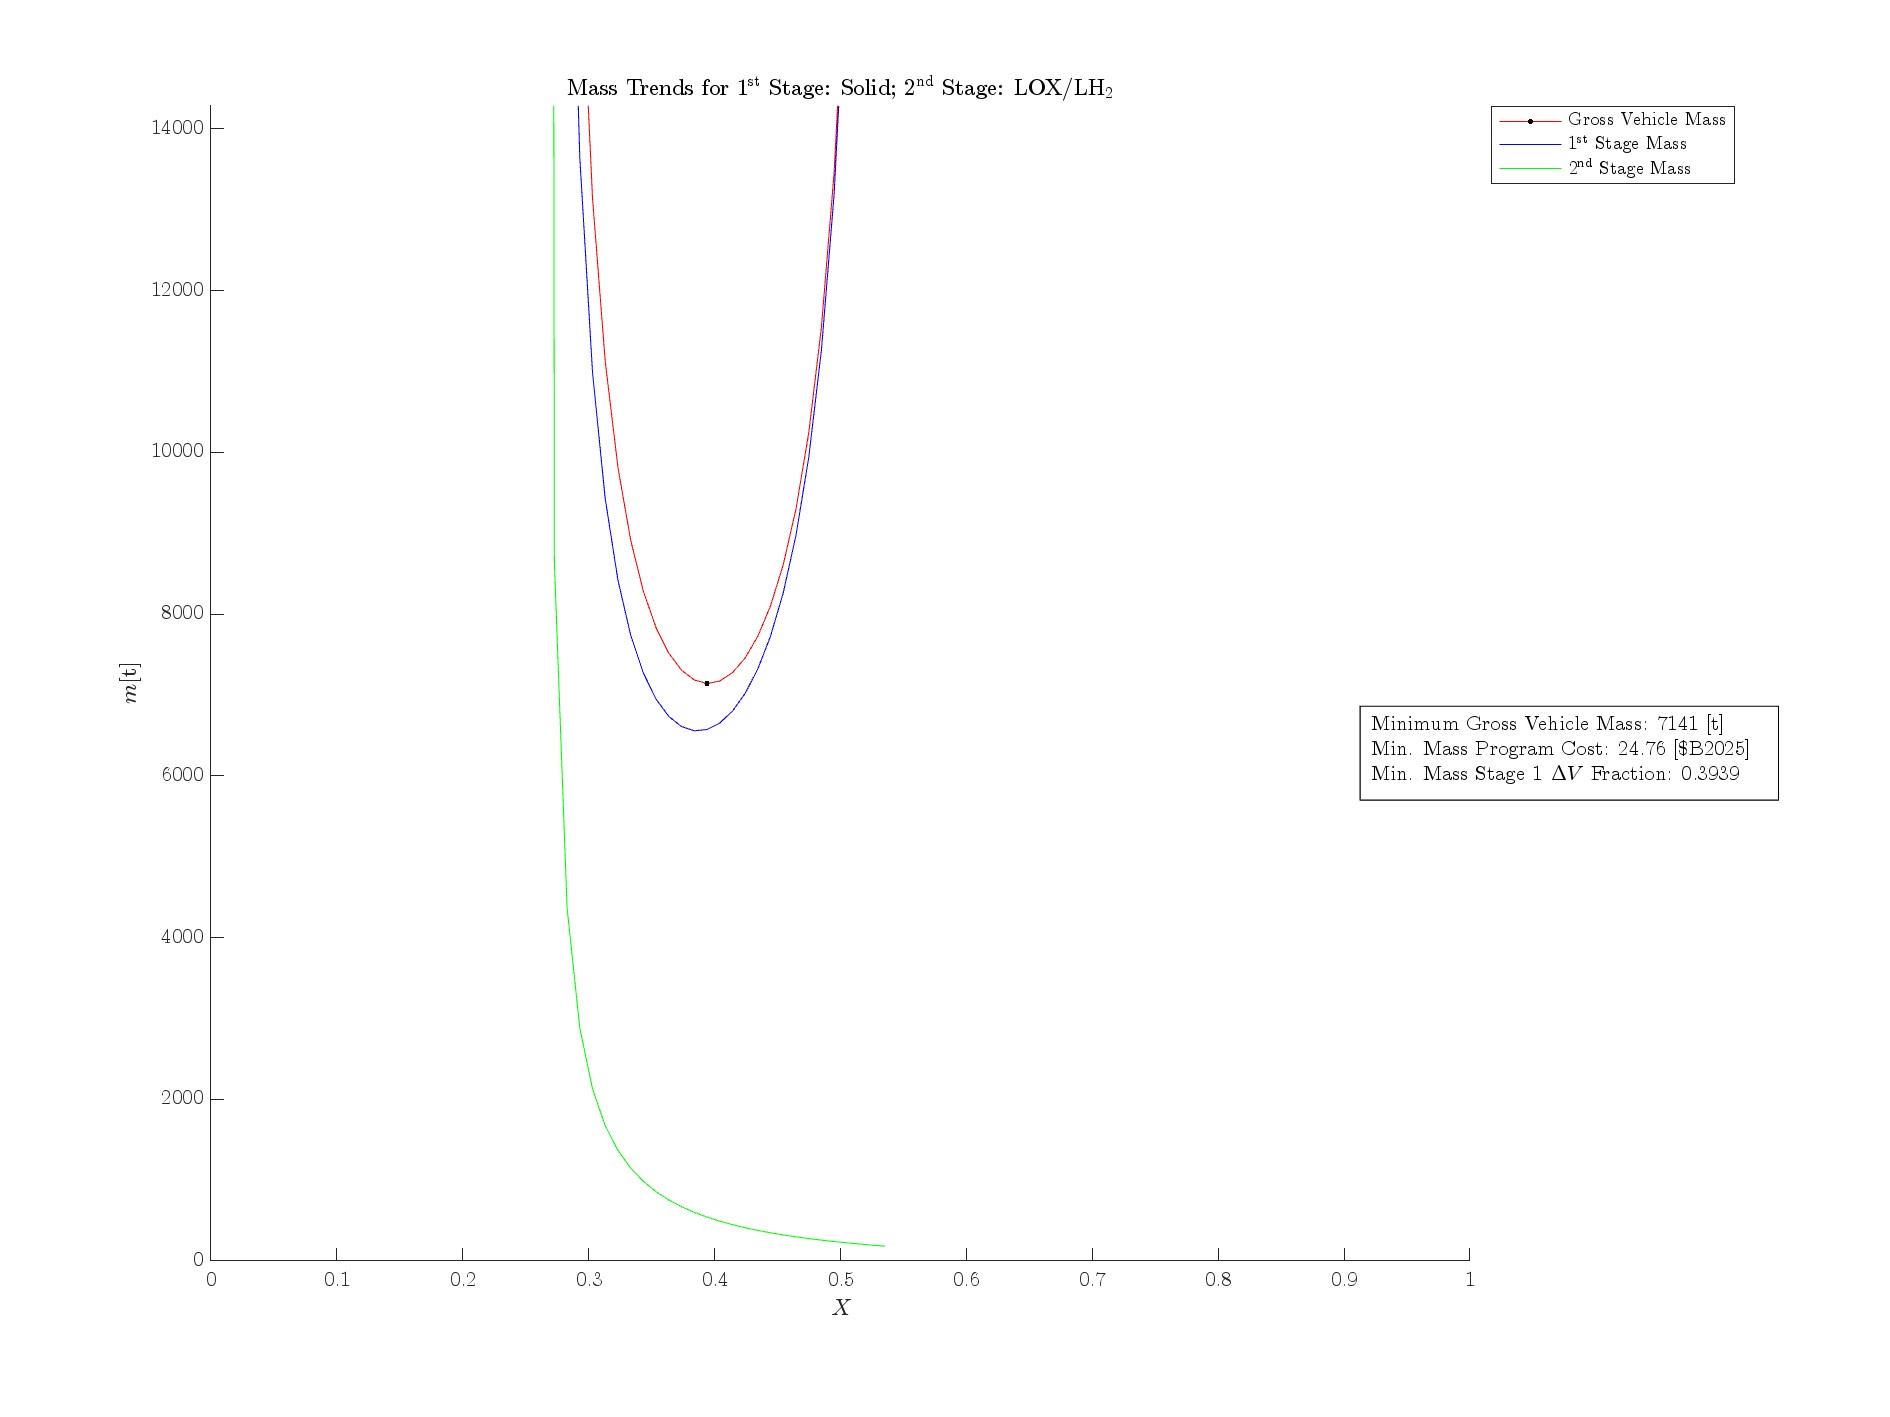 Mass Trends for 1st Stage: Solid; 2nd Stage: LOX/LH₂
Gross Vehicle Mass
1st Stage Mass
2nd Stage Mass
14000
12000
10000
8000
6000
4000
2000
0
m[t]
Minimum Gross Vehicle Mass: 7141 [t]
Min. Mass Program Cost: 24.76 [$B2025]
Min. Mass Stage 1 ΔV Fraction: 0.3939
0 0.1 0.2 0.3 0.4 0.5 0.6 0.7 0.8 0.9 1
X